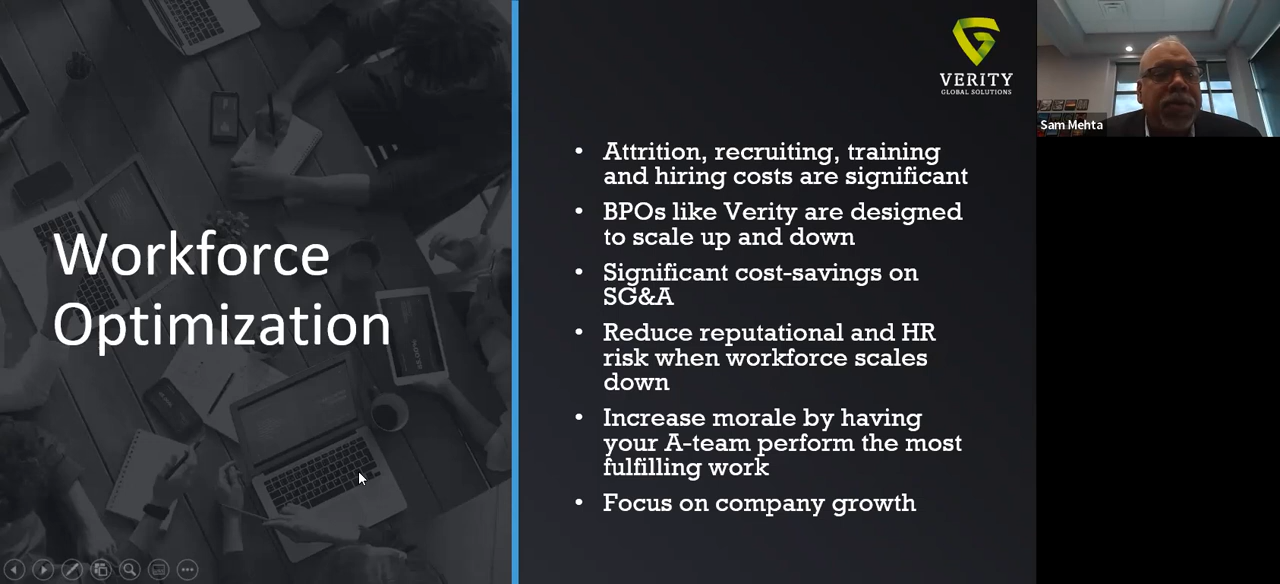 Workforce
Optimization
VERITY
GLOBAL SOLUTIONS
• Attrition, recruiting, training
and hiring costs are significant
• BPOs like Verity are designed
to scale up and down
• Significant cost-savings on
SG&A
• Reduce reputational and HR
risk when workforce scales
down
• Increase morale by having
your A-team perform the most
fulfilling work
• Focus on company growth
Sam Mehta